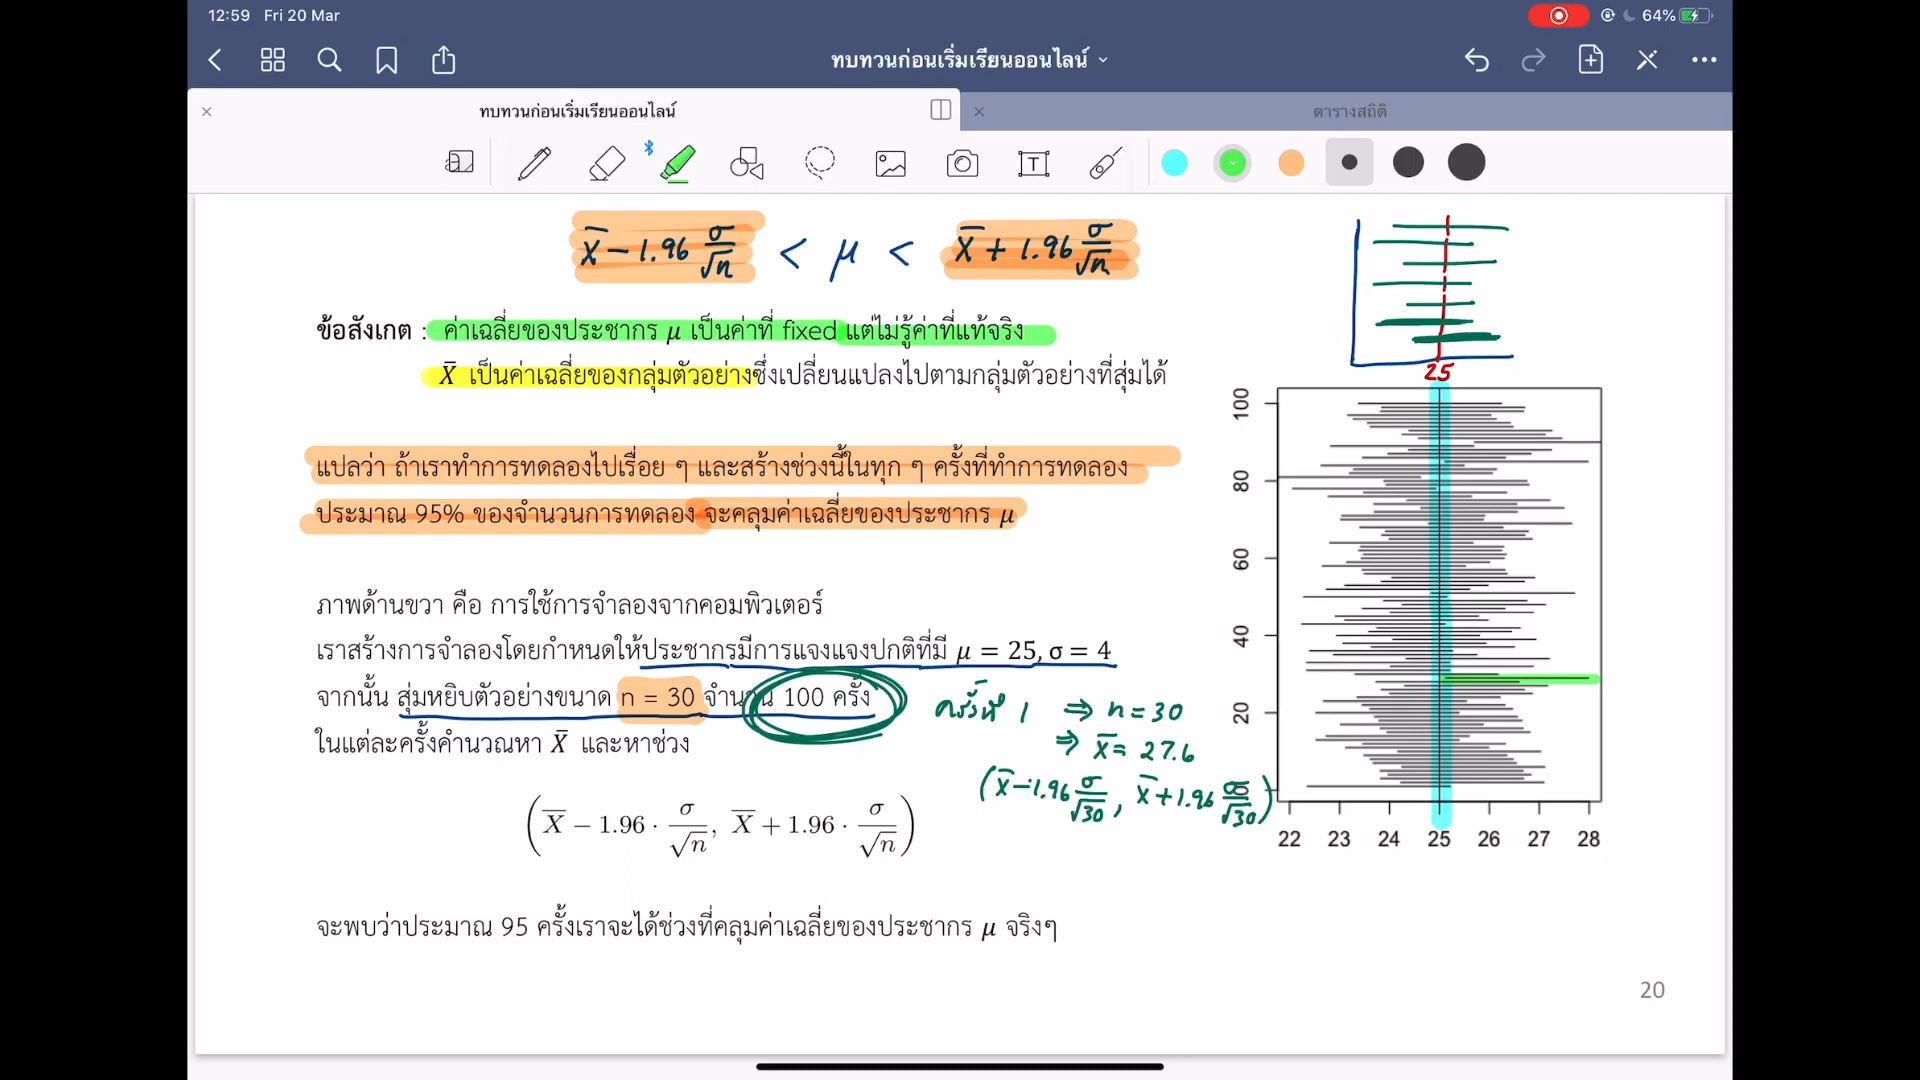 12:59 Fri 20 Mar
64%
ทบทวนก่อนเริ่มเรียนออนไลน์
ทบทวนก่อนเริ่มเรียนออนไลน์
ตารางสถิติ
X̄ − 1.96 σ/√n < μ < X̄ + 1.96 σ/√n
ข้อสังเกต : ค่าเฉลี่ยของประชากร μ เป็นค่าที่ fixed แต่ไม่รู้ค่าที่แท้จริง
X̄ เป็นค่าเฉลี่ยของกลุ่มตัวอย่างซึ่งเปลี่ยนแปลงไปตามกลุ่มตัวอย่างที่สุ่มได้
แปลว่า ถ้าเราทำการทดลองไปเรื่อย ๆ และสร้างช่วงนี้ในทุก ๆ ครั้งที่ทำการทดลอง
ประมาณ 95% ของจำนวนการทดลอง จะคลุมค่าเฉลี่ยของประชากร μ
ภาพด้านขวา คือ การใช้การจำลองจากคอมพิวเตอร์
เราสร้างการจำลองโดยกำหนดให้ประชากรมีการแจงแจงปกติที่มี μ = 25, σ = 4
จากนั้น สุ่มหยิบตัวอย่างขนาด n = 30 จำนวน 100 ครั้ง
ในแต่ละครั้งคำนวณหา X̄ และหาช่วง
(X̄ − 1.96 · σ/√n, X̄ + 1.96 · σ/√n)
จะพบว่าประมาณ 95 ครั้งเราจะได้ช่วงที่คลุมค่าเฉลี่ยของประชากร μ จริงๆ
ครั้งที่ 1 ⇒ n = 30
⇒ x̄ = 27.6
(x̄ − 1.96 σ/√30, x̄ + 1.96 σ/√30)
25
100
80
60
40
20
0
22 23 24 25 26 27 28
20